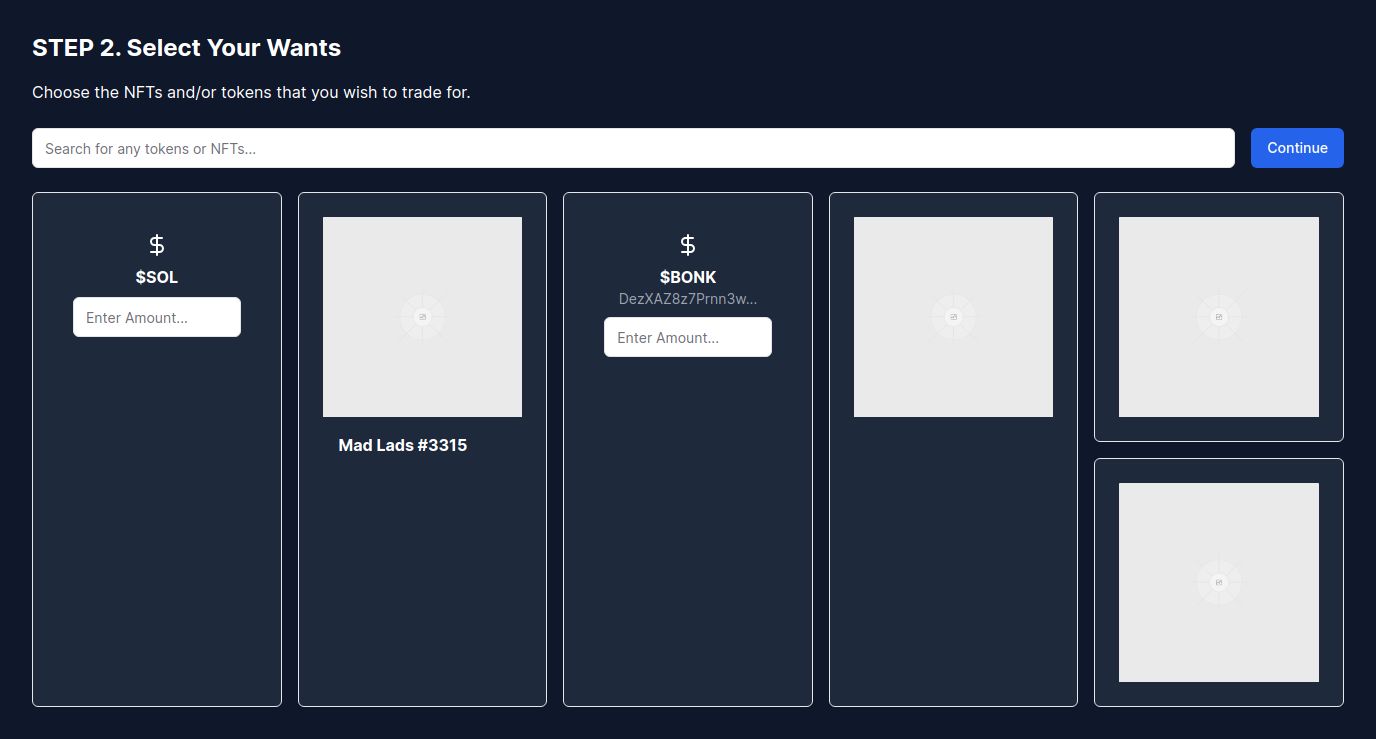 STEP 2. Select Your Wants
Choose the NFTs and/or tokens that you wish to trade for.
Search for any tokens or NFTs...
Continue
$SOL
Enter Amount...
Mad Lads #3315
$BONK
DezXAZ8z7Prnn3w...
Enter Amount...